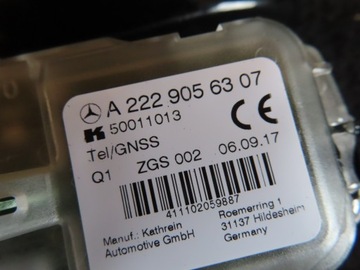 A 222 905 63 07
K 50011013
Tel/GNSS
Q1 ZGS 002 06.09.17
CE
411102059887
Manuf.: Kathrein Automotive GmbH
Roemerring 1
31137 Hildesheim
Germany